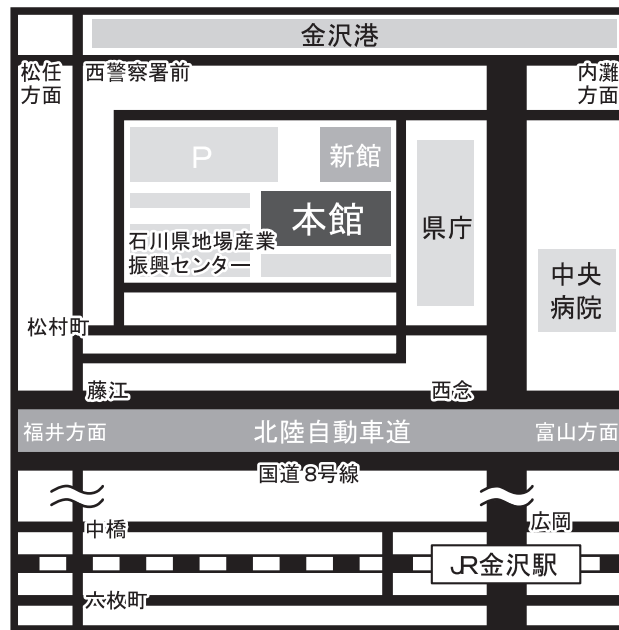 金沢港
松任
方面
西警察署前
内灘
方面
P
新館
本館
県庁
石川県地場産業
振興センター
中央
病院
松村町
藤江
西念
福井方面
北陸自動車道
富山方面
国道8号線
中橋
広岡
JR金沢駅
六枚町